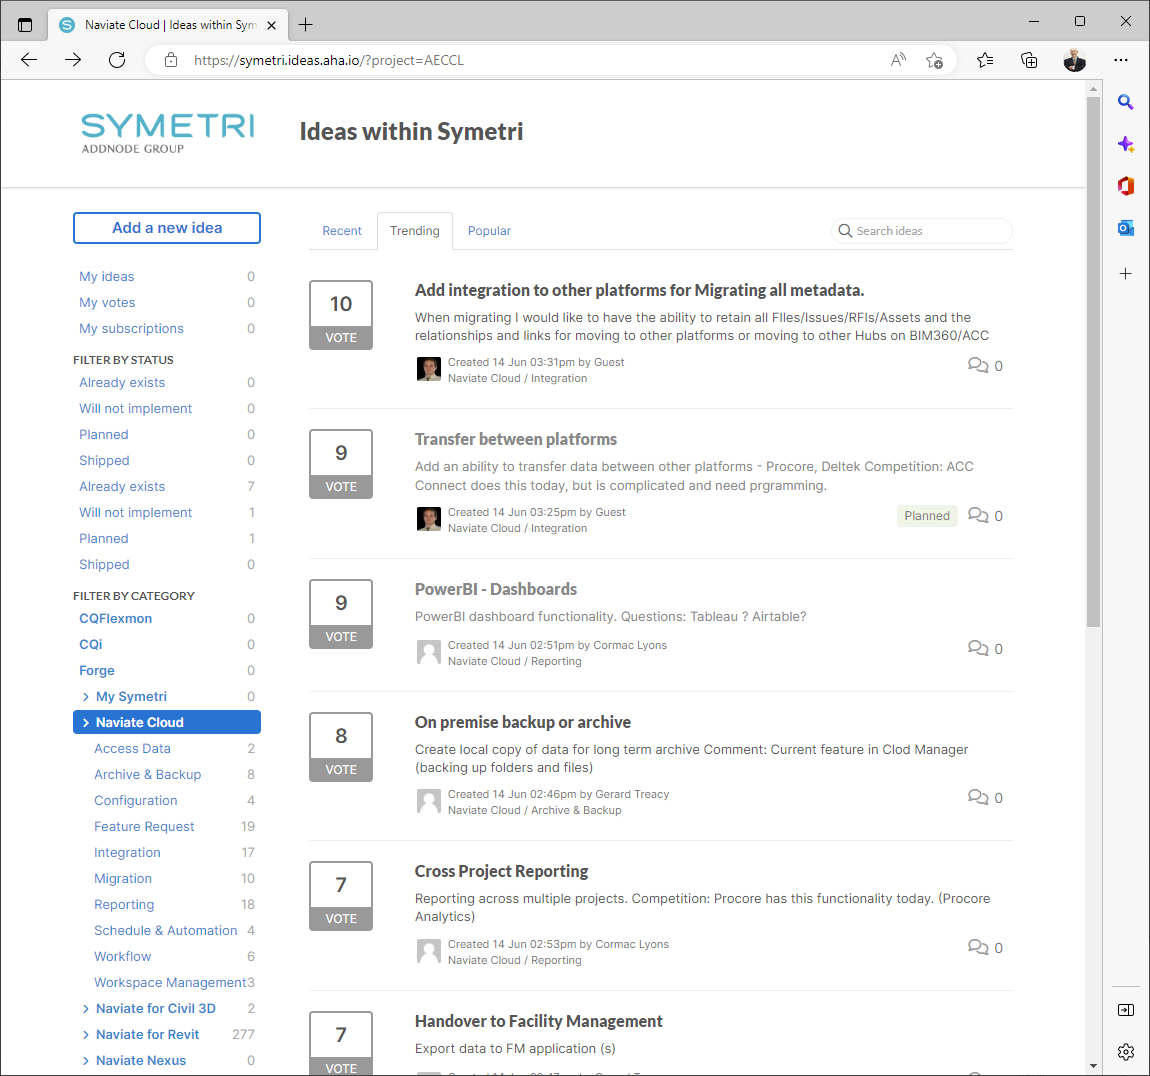 Naviate Cloud | Ideas within Sym
https://symetri.ideas.aha.io/?project=AECCL
SYMETRI
ADDNODE GROUP
Ideas within Symetri
Add a new idea
My ideas 0
My votes 0
My subscriptions 0
FILTER BY STATUS
Already exists 0
Will not implement 0
Planned 0
Shipped 0
Already exists 7
Will not implement 1
Planned 1
Shipped 0
FILTER BY CATEGORY
CQFlexmon 0
CQi 0
Forge 0
My Symetri 0
Naviate Cloud
Access Data 2
Archive & Backup 8
Configuration 4
Feature Request 19
Integration 17
Migration 10
Reporting 18
Schedule & Automation 4
Workflow 6
Workspace Management 3
Naviate for Civil 3D 2
Naviate for Revit 277
Naviate Nexus 0
Recent Trending Popular
Search ideas
10
VOTE
Add integration to other platforms for Migrating all metadata.
When migrating I would like to have the ability to retain all FIles/Issues/RFIs/Assets and the
relationships and links for moving to other platforms or moving to other Hubs on BIM360/ACC
Created 14 Jun 03:31pm by Guest
Naviate Cloud / Integration
0
9
VOTE
Transfer between platforms
Add an ability to transfer data between other platforms - Procore, Deltek Competition: ACC
Connect does this today, but is complicated and need prgramming.
Created 14 Jun 03:25pm by Guest
Naviate Cloud / Integration
Planned 0
9
VOTE
PowerBI - Dashboards
PowerBI dashboard functionality. Questions: Tableau ? Airtable?
Created 14 Jun 02:51pm by Cormac Lyons
Naviate Cloud / Reporting
0
8
VOTE
On premise backup or archive
Create local copy of data for long term archive Comment: Current feature in Clod Manager
(backing up folders and files)
Created 14 Jun 02:46pm by Gerard Treacy
Naviate Cloud / Archive & Backup
0
7
VOTE
Cross Project Reporting
Reporting across multiple projects. Competition: Procore has this functionality today. (Procore
Analytics)
Created 14 Jun 02:53pm by Cormac Lyons
Naviate Cloud / Reporting
0
7
VOTE
Handover to Facility Management
Export data to FM application (s)